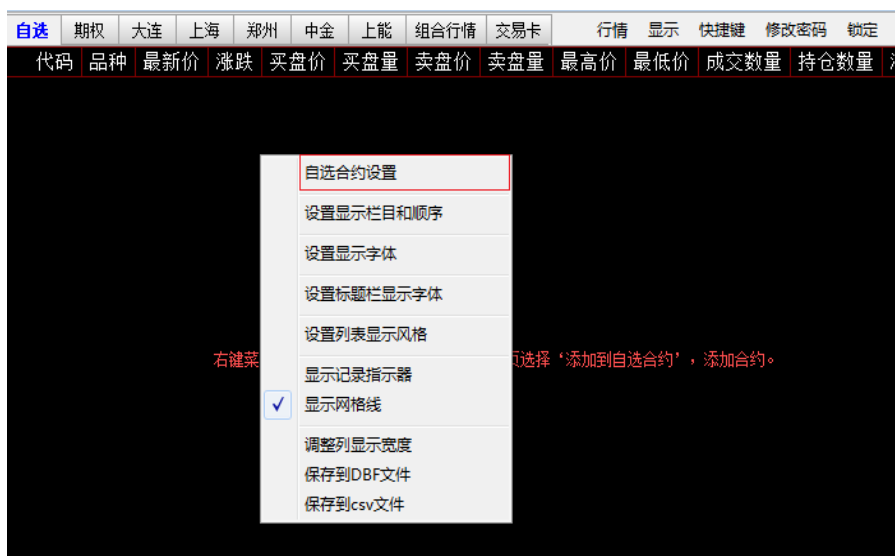 自选 期权 大连 上海 郑州 中金 上能 组合行情 交易卡 行情 显示 快捷键 修改密码 锁定
代码 品种 最新价 涨跌 买盘价 买盘量 卖盘价 卖盘量 最高价 最低价 成交数量 持仓数量
自选合约设置
设置显示栏目和顺序
设置显示字体
设置标题栏显示字体
设置列表显示风格
右键菜 选择‘添加到自选合约’，添加合约。
显示记录指示器
显示网格线
调整列显示宽度
保存到DBF文件
保存到csv文件